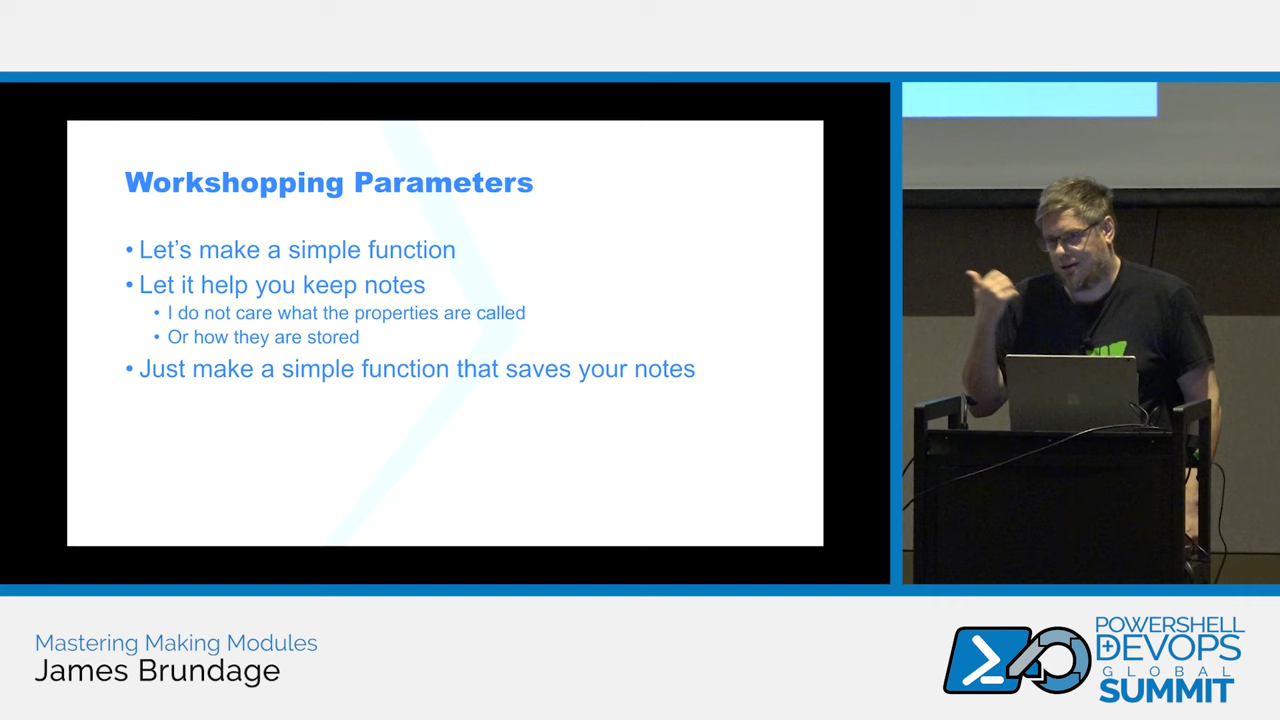 Workshopping Parameters
• Let’s make a simple function
• Let it help you keep notes
• I do not care what the properties are called
• Or how they are stored
• Just make a simple function that saves your notes
Mastering Making Modules
James Brundage
POWERSHELL
DEVOPS
GLOBAL
SUMMIT